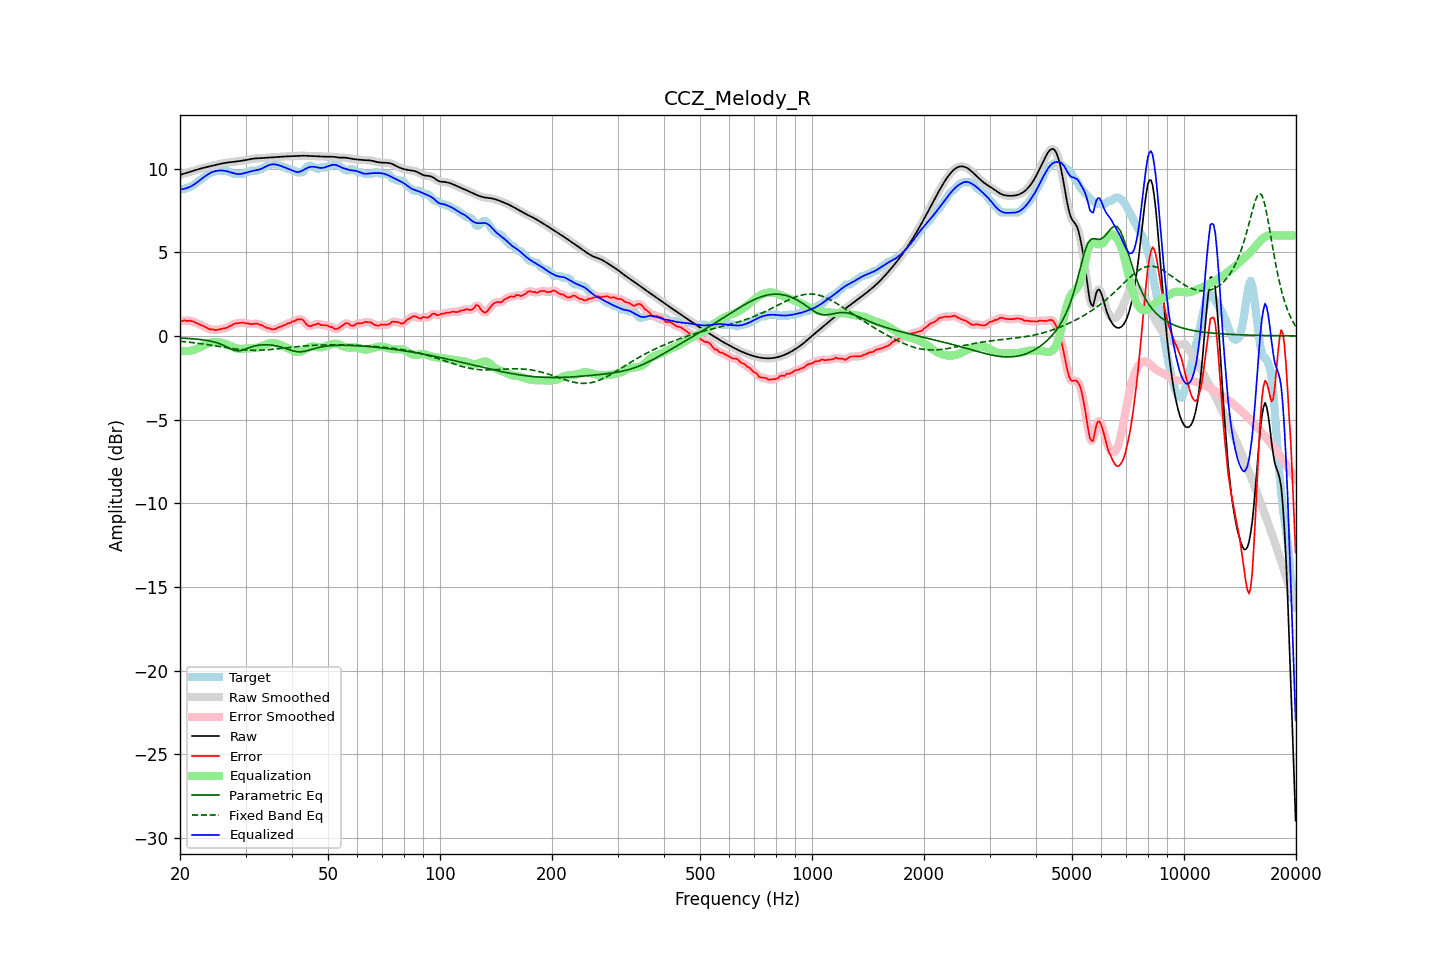 CCZ_Melody_R
Amplitude (dBr)
10
5
0
−5
−10
−15
−20
−25
−30
Target
Raw Smoothed
Error Smoothed
Raw
Error
Equalization
Parametric Eq
Fixed Band Eq
Equalized
20 50 100 200 500 1000 2000 5000 10000 20000
Frequency (Hz)